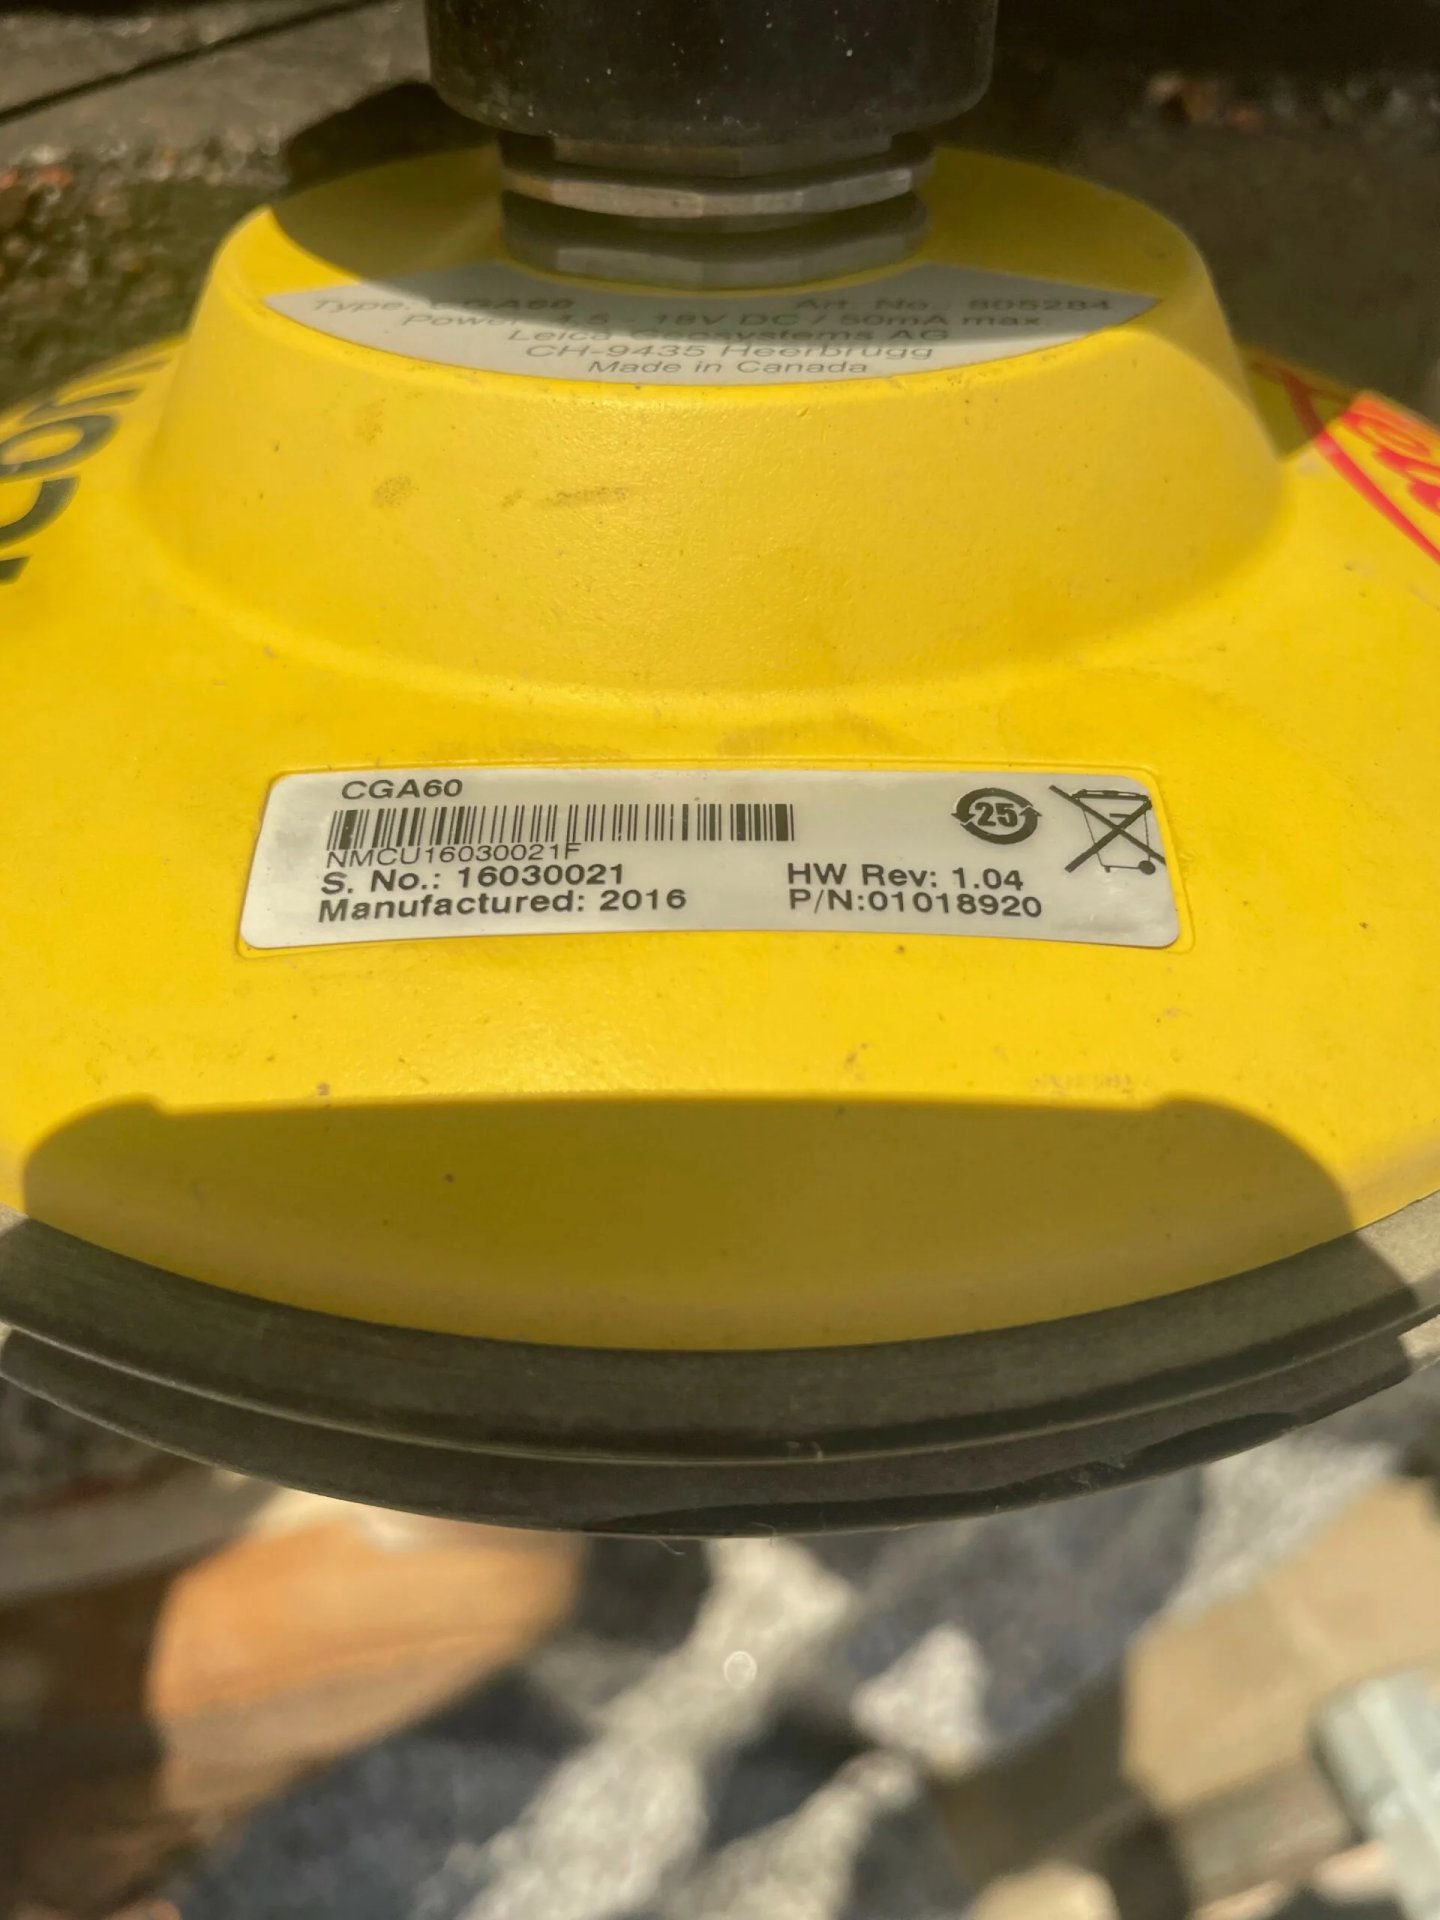 Type: CGA60 Art. No.: 805284
Power: 4.5 - 18V DC / 50mA max.
Leica Geosystems AG
CH-9435 Heerbrugg
Made in Canada
icon
CGA60
25
NMCU16030021F
S. No.: 16030021 HW Rev: 1.04
Manufactured: 2016 P/N:01018920